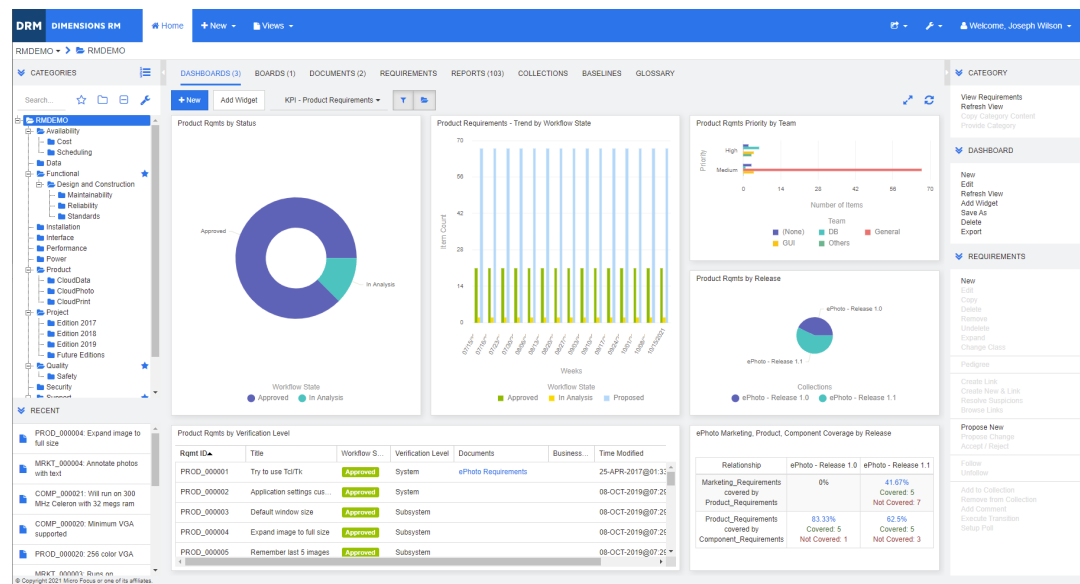 DRM DIMENSIONS RM Home + New Views Welcome, Joseph Wilson
RMDEMO > RMDEMO
CATEGORIES
Search...
RMDEMO
Availability
Cost
Scheduling
Data
Functional
Design and Construction
Maintainability
Reliability
Standards
Installation
Interface
Performance
Power
Product
CloudData
CloudPhoto
CloudPrint
Project
Edition 2017
Edition 2018
Edition 2019
Future Editions
Quality
Safety
Security
Support
RECENT
PROD_000004: Expand image to
full size
MRKT_000004: Annotate photos
with text
COMP_000021: Will run on 300
MHz Celeron with 32 megs ram
COMP_000020: Minimum VGA
supported
PROD_000020: 256 color VGA
MRKT_000003: Runs on
© Copyright 2021 Micro Focus or one of its affiliates.
DASHBOARDS (3) BOARDS (1) DOCUMENTS (2) REQUIREMENTS REPORTS (103) COLLECTIONS BASELINES GLOSSARY
+ New Add Widget KPI - Product Requirements
Product Rqmts by Status
Approved
In Analysis
Workflow State
Approved In Analysis
Product Requirements - Trend by Workflow State
Item Count
70
56
42
28
14
0
10/15/2021
Weeks
Workflow State
Approved In Analysis Proposed
Product Rqmts Priority by Team
Priority
High
Medium
0 14 28 42 56 70
Number of Items
Team
(None) DB General
GUI Others
Product Rqmts by Release
ePhoto - Release 1.0
ePhoto - Release 1.1
Collections
ePhoto - Release 1.0 ePhoto - Release 1.1
Product Rqmts by Verification Level
Rqmt ID Title Workflow S... Verification Level Documents Business... Time Modified
PROD_000001 Try to use Tcl/Tk Approved System ePhoto Requirements 25-APR-2017@01:33
PROD_000002 Application settings cus... Approved System 08-OCT-2019@07:29
PROD_000003 Default window size Approved Subsystem 08-OCT-2019@07:29
PROD_000004 Expand image to full size Approved Subsystem 08-OCT-2019@07:29
PROD_000005 Remember last 5 images Approved Subsystem 08-OCT-2019@07:29
ePhoto Marketing, Product, Component Coverage by Release
Relationship ePhoto - Release 1.0 ePhoto - Release 1.1
Marketing_Requirements
covered by
Product_Requirements
0%
41.67%
Covered: 5
Not Covered: 7
Product_Requirements
covered by
Component_Requirements
83.33%
Covered: 5
Not Covered: 1
62.5%
Covered: 5
Not Covered: 3
CATEGORY
View Requirements
Refresh View
Copy Category Content
Provide Category
DASHBOARD
New
Edit
Refresh View
Add Widget
Save As
Delete
Export
REQUIREMENTS
New
Edit
Copy
Delete
Remove
Undelete
Expand
Change Class
Pedigree
Create Link
Create New & Link
Resolve Suspicions
Browse Links
Propose New
Propose Change
Accept / Reject
Follow
Unfollow
Add to Collection
Remove from Collection
Add Comment
Execute Transition
Setup Poll